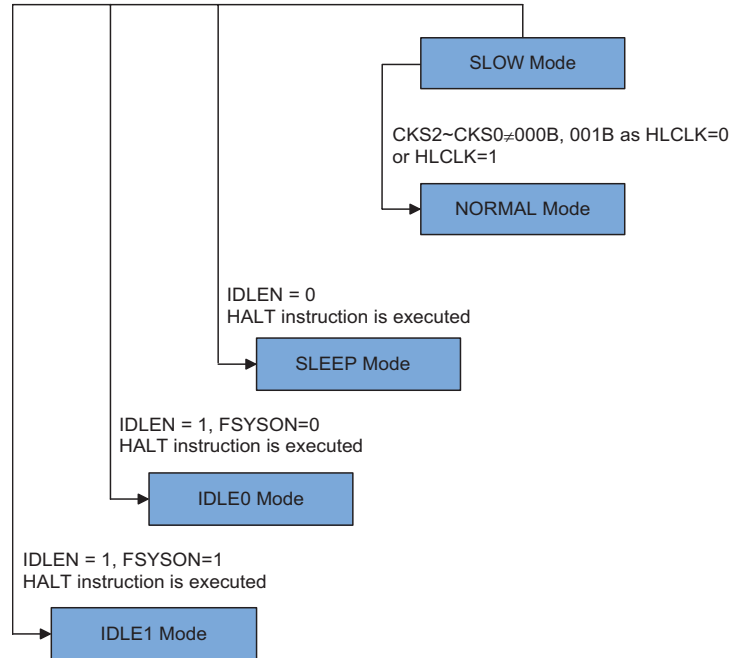 SLOW Mode
CKS2~CKS0≠000B, 001B as HLCLK=0
or HLCLK=1
NORMAL Mode
IDLEN = 0
HALT instruction is executed
SLEEP Mode
IDLEN = 1, FSYSON=0
HALT instruction is executed
IDLE0 Mode
IDLEN = 1, FSYSON=1
HALT instruction is executed
IDLE1 Mode